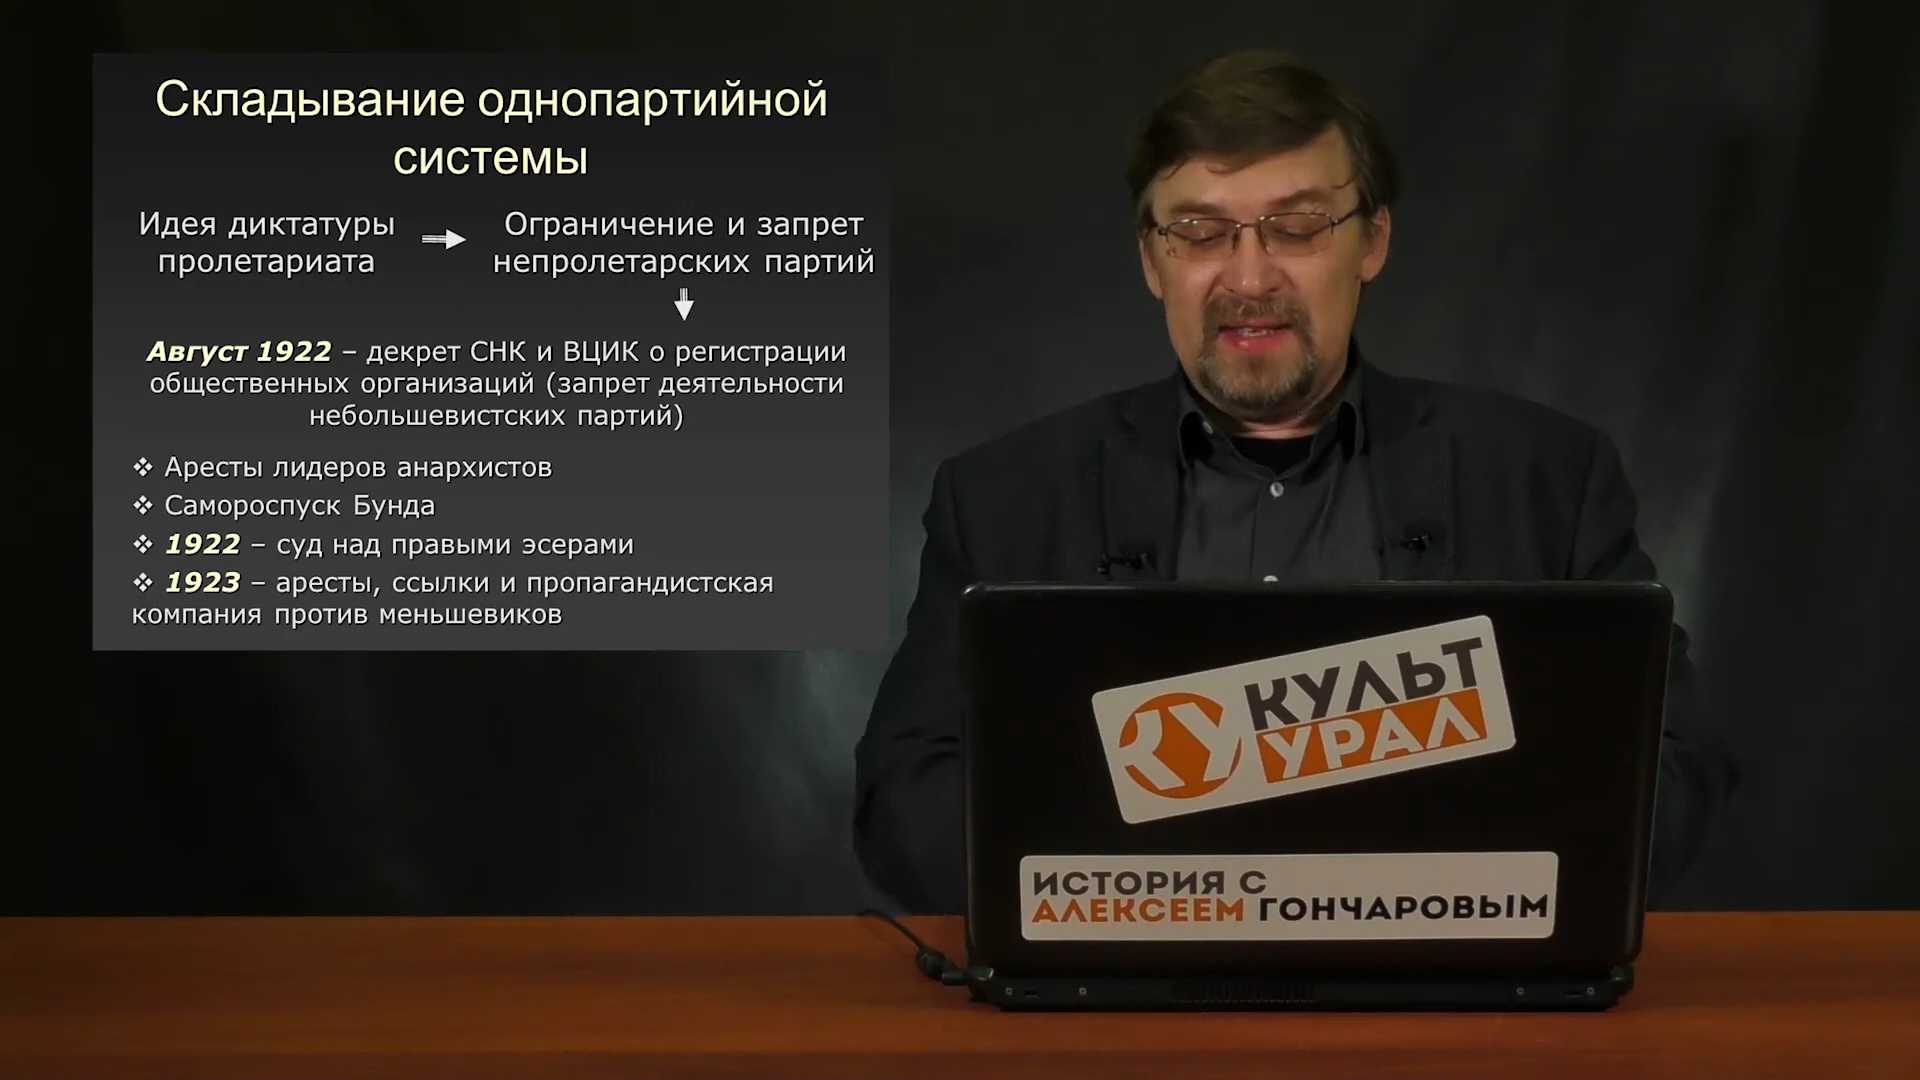 Складывание однопартийной
системы
Идея диктатуры
пролетариата
Ограничение и запрет
непролетарских партий
Август 1922 – декрет СНК и ВЦИК о регистрации
общественных организаций (запрет деятельности
небольшевистских партий)
❖ Аресты лидеров анархистов
❖ Самороспуск Бунда
❖ 1922 – суд над правыми эсерами
❖ 1923 – аресты, ссылки и пропагандистская
компания против меньшевиков
КУ КУЛЬТ
УРАЛ
ИСТОРИЯ С
АЛЕКСЕЕМ ГОНЧАРОВЫМ